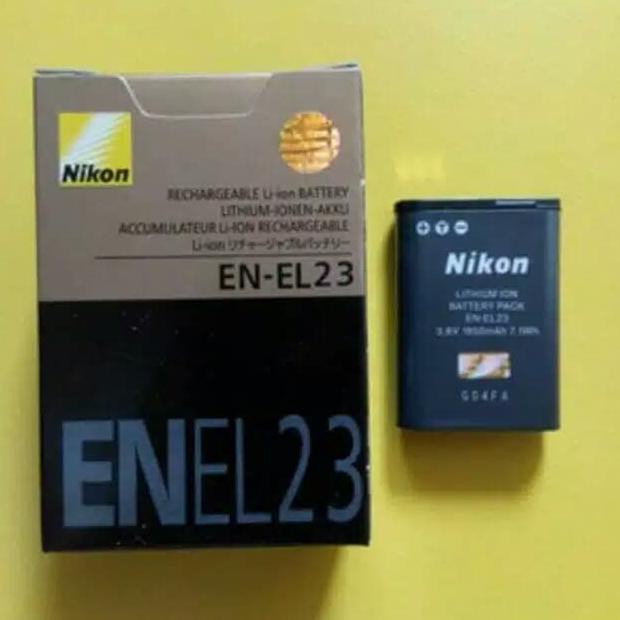 Nikon
RECHARGEABLE Li-ion BATTERY
LITHIUM-IONEN-AKKU
ACCUMULATEUR Li-ION RECHARGEABLE
Li-ion リチャージャブルバッテリー
EN-EL23
ENEL23
Nikon
LITHIUM ION
BATTERY PACK
EN-EL23
3.8V 1850mAh 7.1Wh